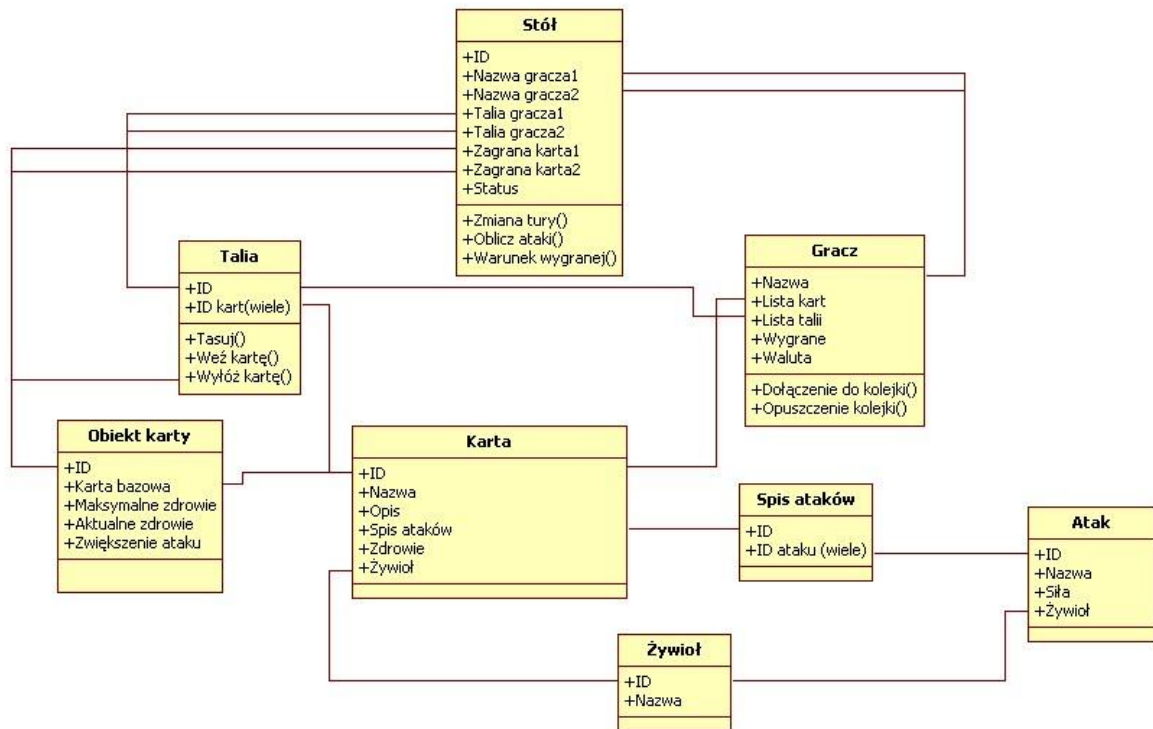 Stół
+ID
+Nazwa gracza1
+Nazwa gracza2
+Talia gracza1
+Talia gracza2
+Zagrana karta1
+Zagrana karta2
+Status
+Zmiana tury()
+Oblicz ataki()
+Warunek wygranej()
Talia
+ID
+ID kart(wiele)
+Tasuj()
+Weź kartę()
+Wyłóż kartę()
Gracz
+Nazwa
+Lista kart
+Lista talii
+Wygrane
+Waluta
+Dołączenie do kolejki()
+Opuszczenie kolejki()
Obiekt karty
+ID
+Karta bazowa
+Maksymalne zdrowie
+Aktualne zdrowie
+Zwiększenie ataku
Karta
+ID
+Nazwa
+Opis
+Spis ataków
+Zdrowie
+Żywioł
Spis ataków
+ID
+ID ataku (wiele)
Atak
+ID
+Nazwa
+Siła
+Żywioł
Żywioł
+ID
+Nazwa